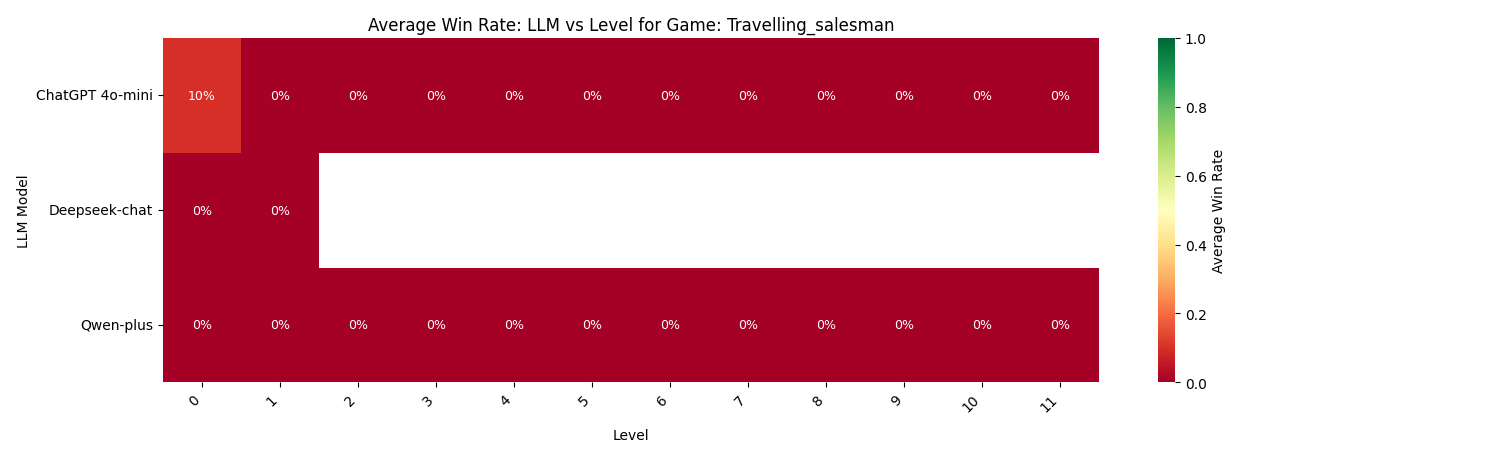 Average Win Rate: LLM vs Level for Game: Travelling_salesman
LLM Model
ChatGPT 4o-mini
10% 0% 0% 0% 0% 0% 0% 0% 0% 0% 0% 0%
Deepseek-chat
0% 0%
Qwen-plus
0% 0% 0% 0% 0% 0% 0% 0% 0% 0% 0% 0%
0 1 2 3 4 5 6 7 8 9 10 11
Level
1.0
0.8
0.6
0.4
0.2
0.0
Average Win Rate